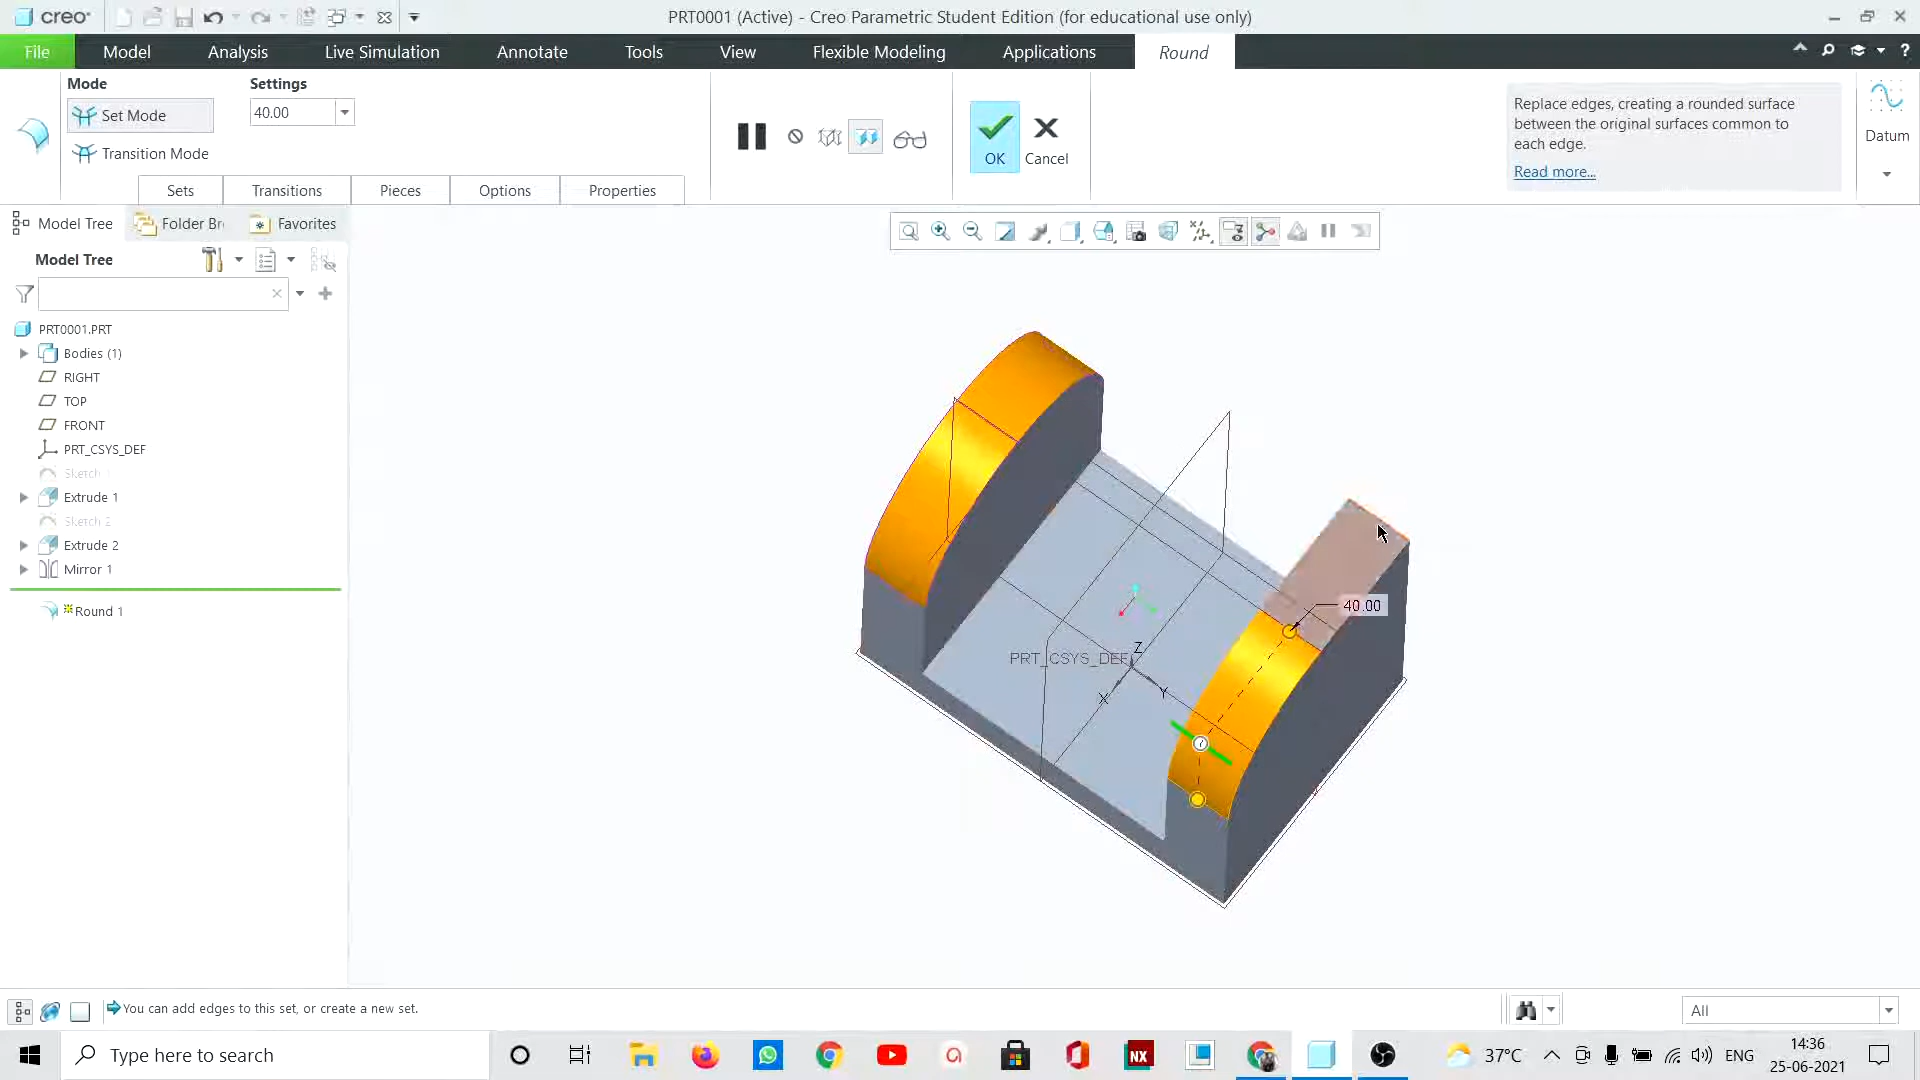 creo
PRT0001 (Active) - Creo Parametric Student Edition (for educational use only)
File
Model
Analysis
Live Simulation
Annotate
Tools
View
Flexible Modeling
Applications
Round
Mode
Set Mode
Transition Mode
Settings
40.00
OK
Cancel
Replace edges, creating a rounded surface
between the original surfaces common to
each edge.
Read more...
Datum
Sets
Transitions
Pieces
Options
Properties
Model Tree
Folder Br
Favorites
Model Tree
PRT0001.PRT
Bodies (1)
RIGHT
TOP
FRONT
PRT_CSYS_DEF
Sketch
Extrude 1
Sketch 2
Extrude 2
Mirror 1
Round 1
40.00
PRT_CSYS_DEF
Z
X
Y
You can add edges to this set, or create a new set.
All
Type here to search
NX
37°C
ENG
14:36
25-06-2021